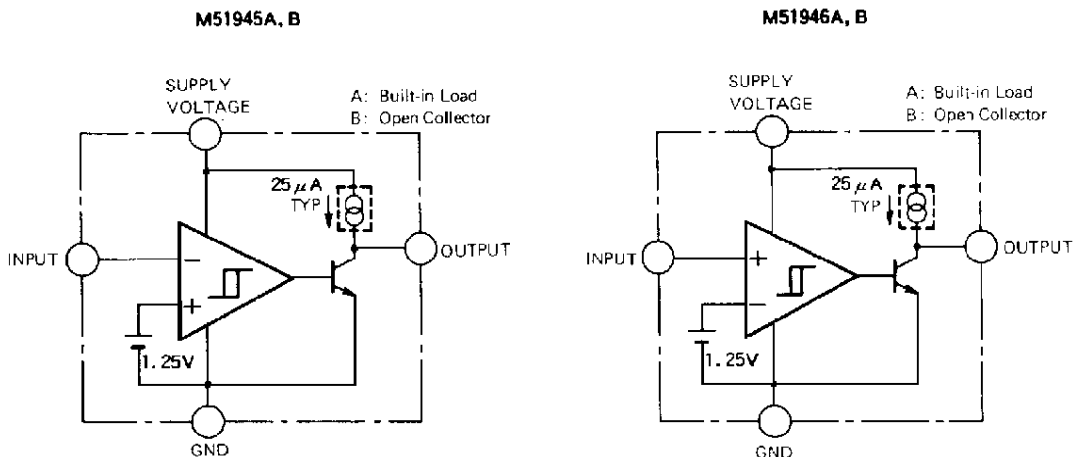 M51945A, B
SUPPLY
VOLTAGE
A: Built-in Load
B: Open Collector
25 μA
TYP
INPUT
−
+
1.25V
OUTPUT
GND
M51946A, B
SUPPLY
VOLTAGE
A: Built-in Load
B: Open Collector
25 μA
TYP
INPUT
+
−
1.25V
OUTPUT
GND